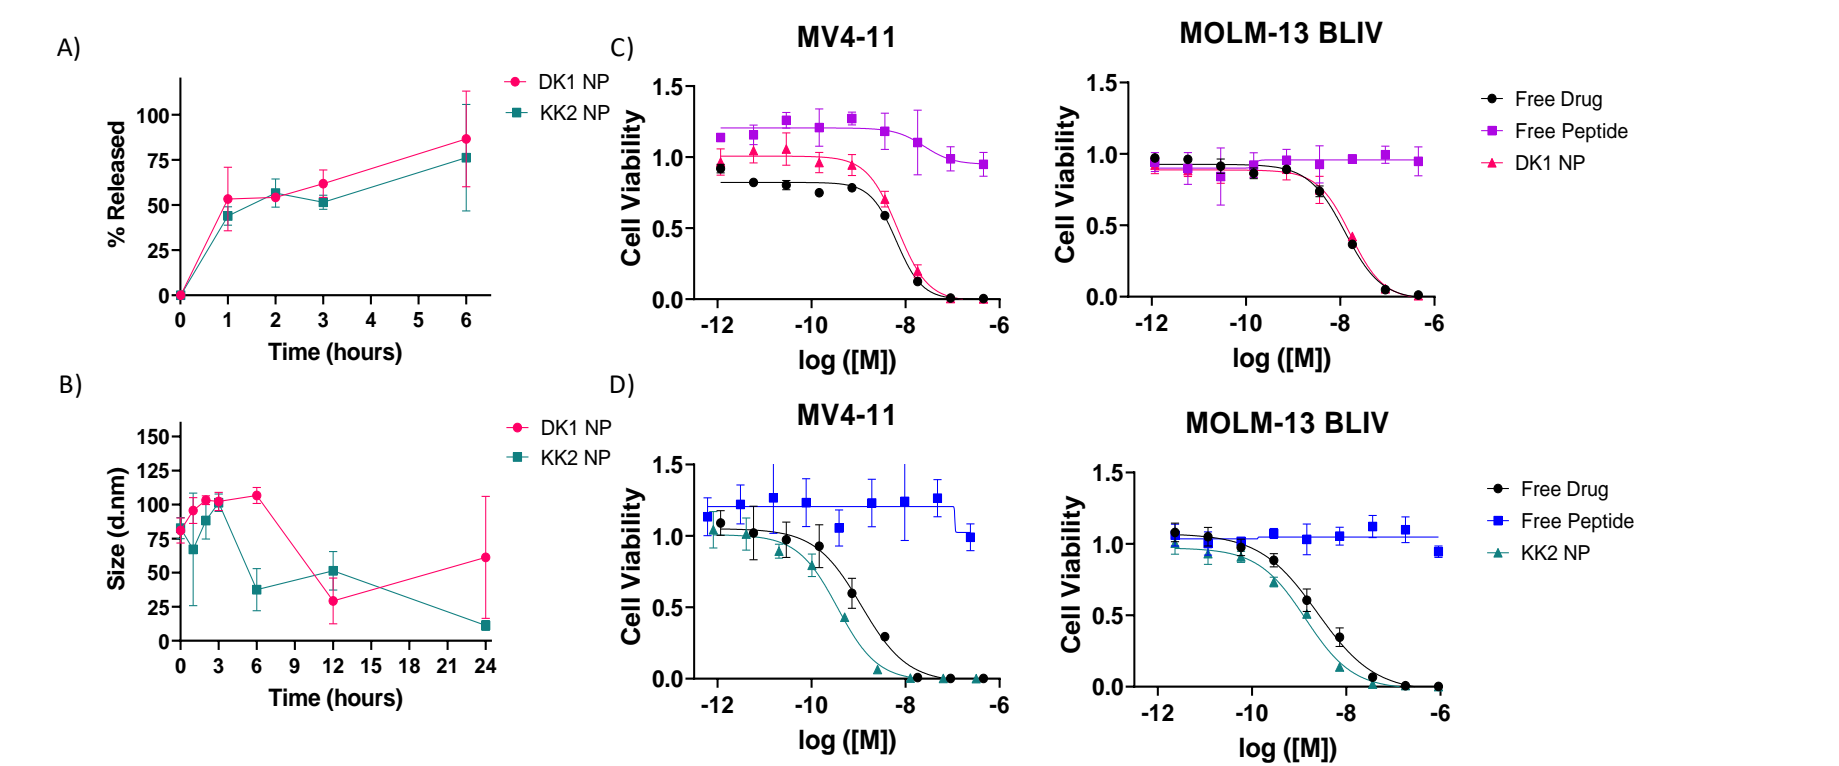 A)
% Released
100
75
50
25
0
0 1 2 3 4 5 6
Time (hours)
DK1 NP
KK2 NP
B)
Size (d.nm)
150
125
100
75
50
25
0
0 3 6 9 12 15 18 21 24
Time (hours)
DK1 NP
KK2 NP
C)
MV4-11
Cell Viability
1.5
1.0
0.5
0.0
-12 -10 -8 -6
log ([M])
MOLM-13 BLIV
Cell Viability
1.5
1.0
0.5
0.0
-12 -10 -8 -6
log ([M])
Free Drug
Free Peptide
DK1 NP
D)
MV4-11
Cell Viability
1.5
1.0
0.5
0.0
-12 -10 -8 -6
log ([M])
MOLM-13 BLIV
Cell Viability
1.5
1.0
0.5
0.0
-12 -10 -8 -6
log ([M])
Free Drug
Free Peptide
KK2 NP